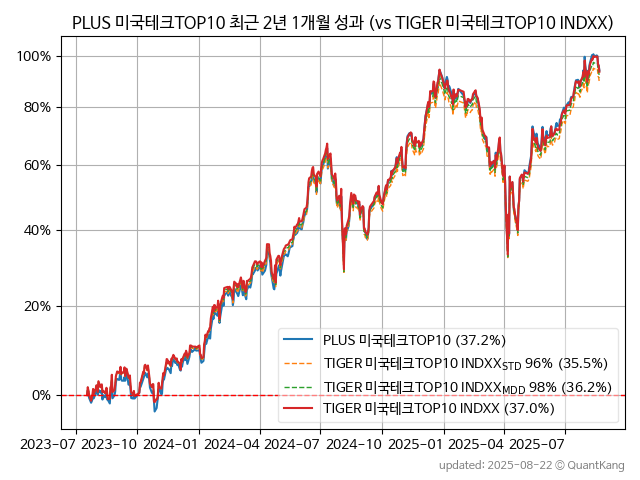 PLUS 미국테크TOP10 최근 2년 1개월 성과 (vs TIGER 미국테크TOP10 INDXX)
100%
80%
60%
40%
20%
0%
PLUS 미국테크TOP10 (37.2%)
TIGER 미국테크TOP10 INDXX_STD 96% (35.5%)
TIGER 미국테크TOP10 INDXX_MDD 98% (36.2%)
TIGER 미국테크TOP10 INDXX (37.0%)
2023-07 2023-10 2024-01 2024-04 2024-07 2024-10 2025-01 2025-04 2025-07
updated: 2025-08-22 © QuantKang